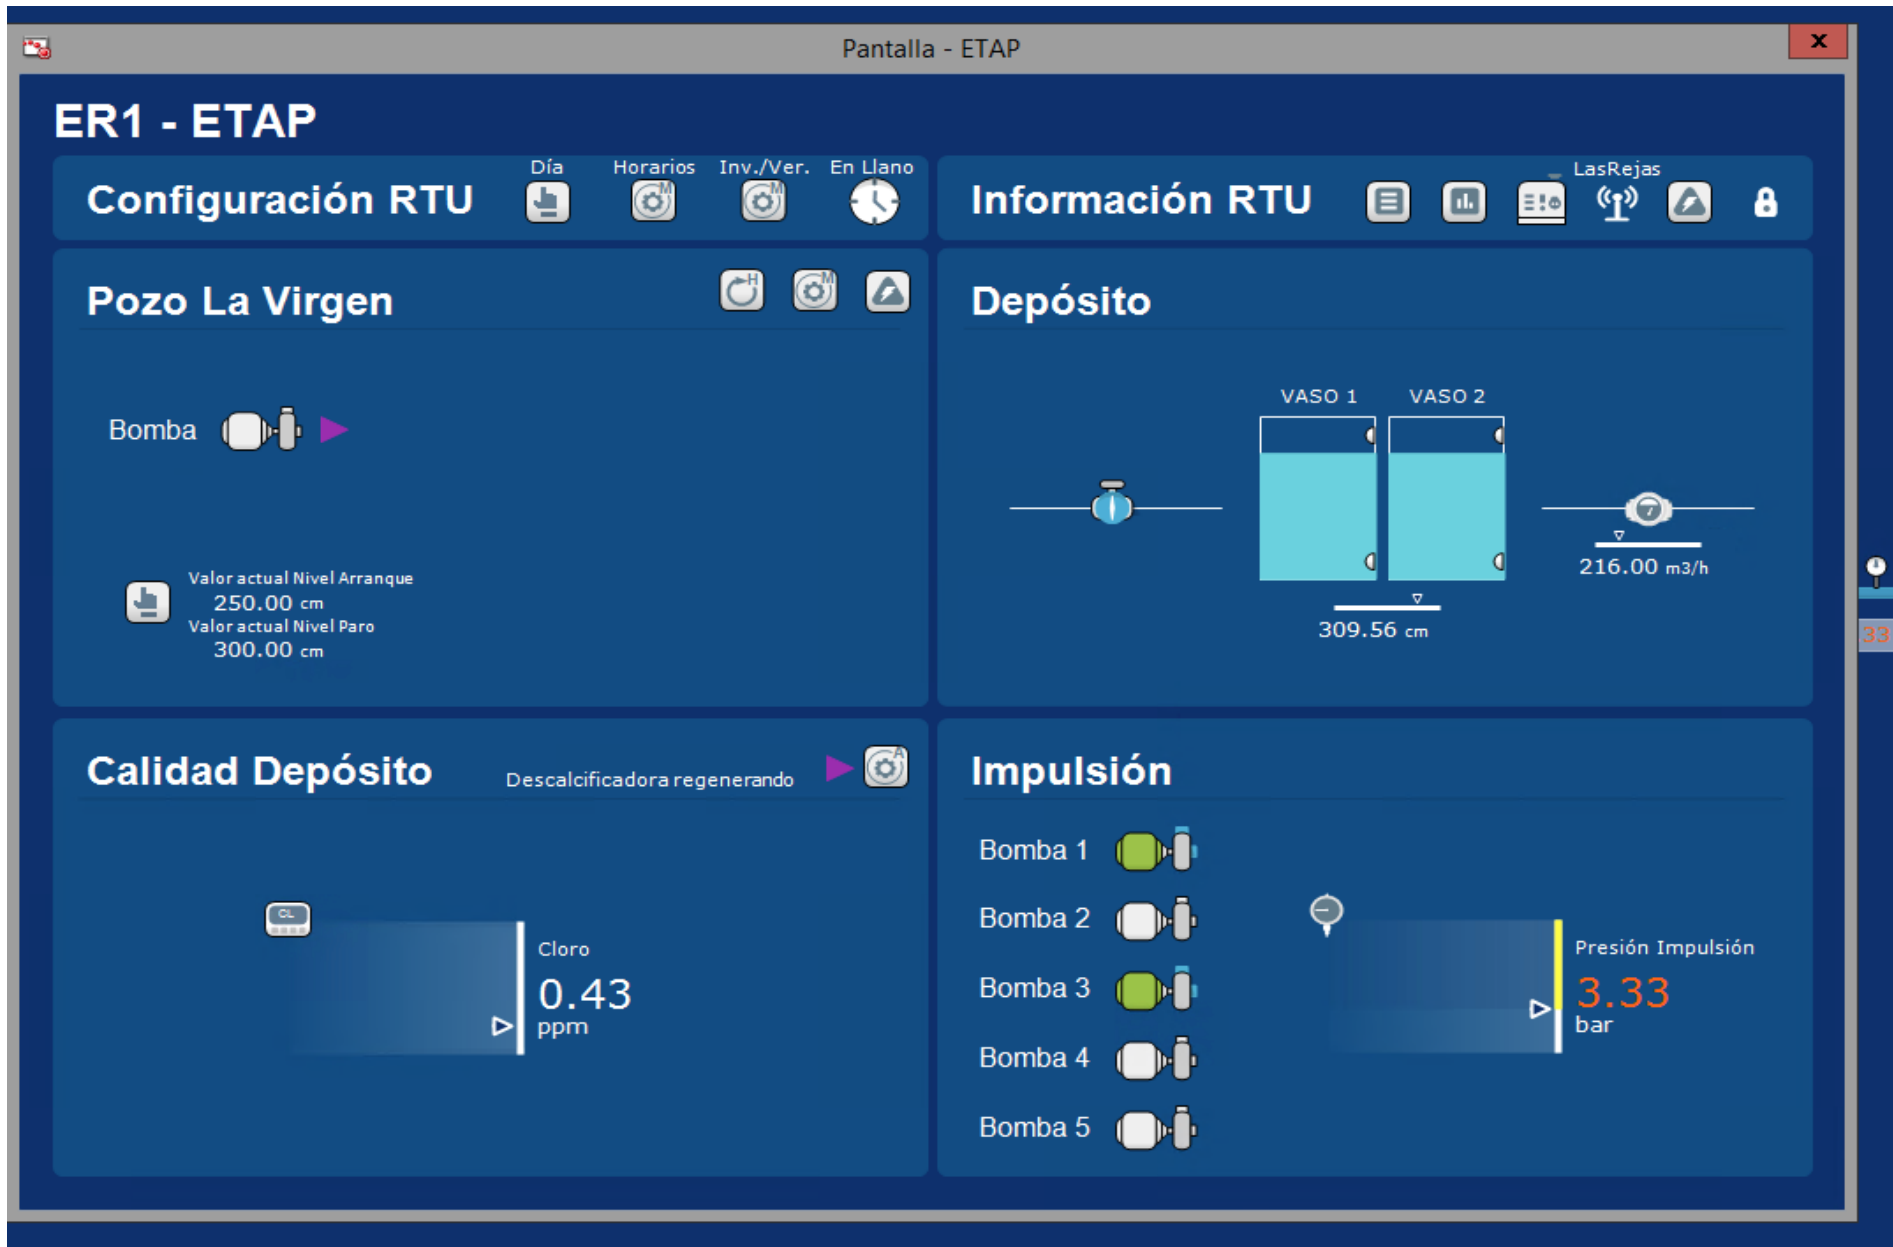 Pantalla - ETAP
x
ER1 - ETAP
Configuración RTU
Día
Horarios
Inv./Ver.
En Llano
M
M
Información RTU
LasRejas
Pozo La Virgen
H
M
Bomba
Valor actual Nivel Arranque
250.00 cm
Valor actual Nivel Paro
300.00 cm
Depósito
VASO 1
VASO 2
216.00 m3/h
309.56 cm
33
Calidad Depósito
Descalcificadora regenerando
A
CL
Cloro
0.43
ppm
Impulsión
Bomba 1
Bomba 2
Bomba 3
Bomba 4
Bomba 5
Presión Impulsión
3.33
bar